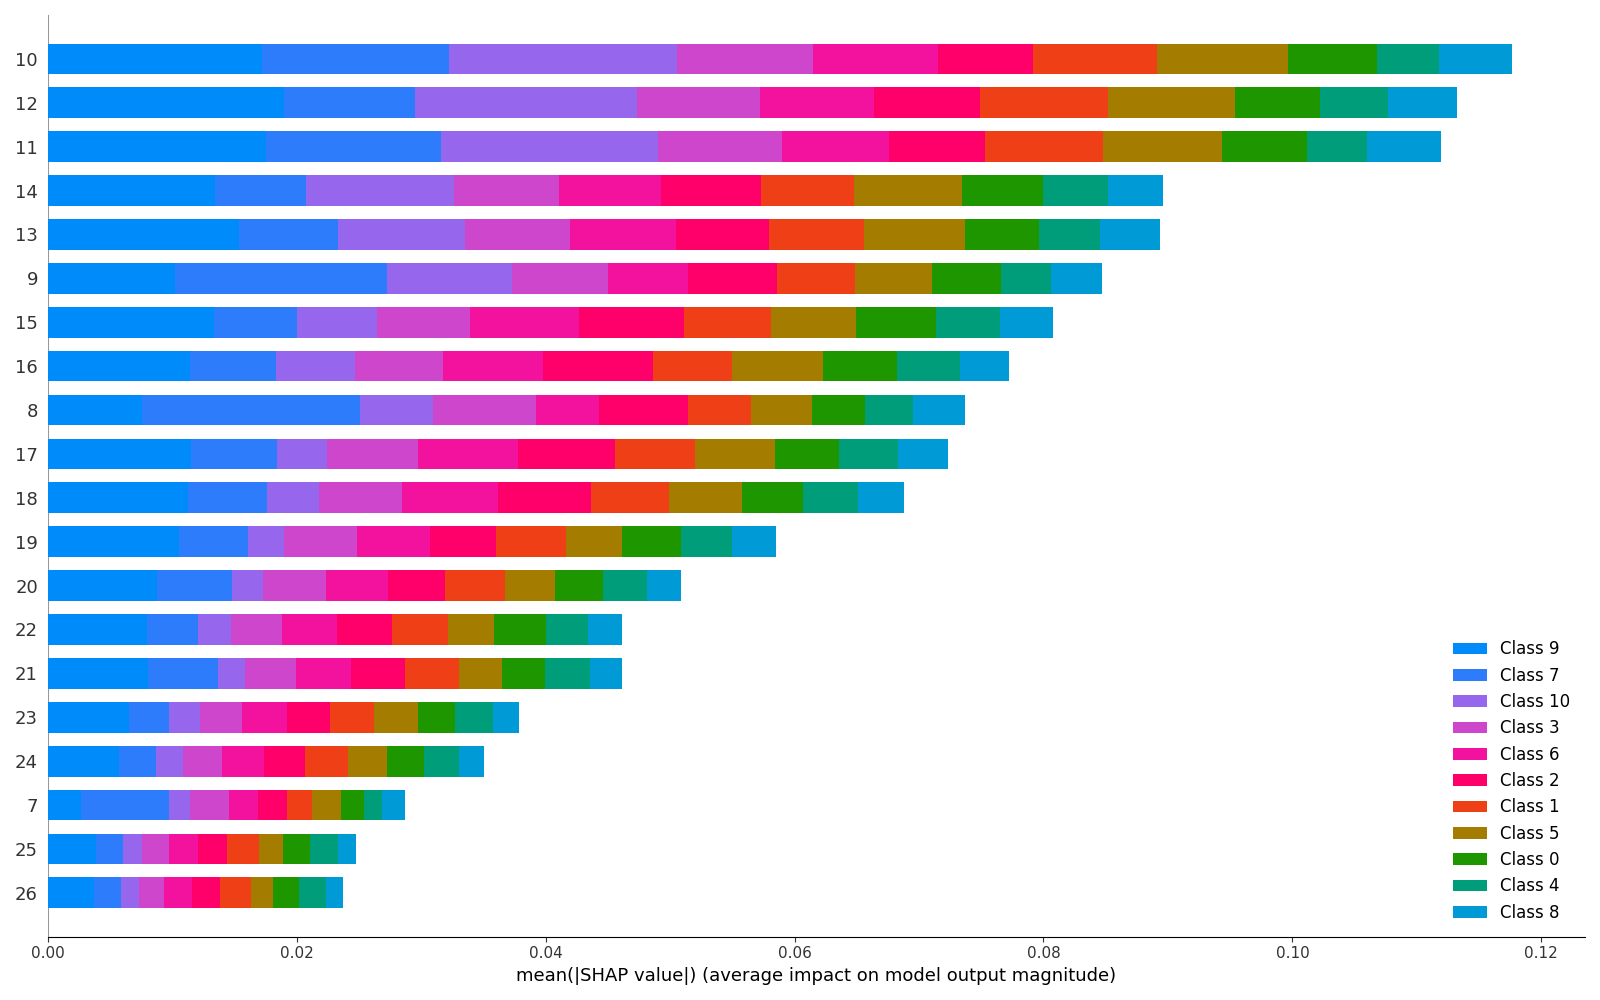 10
12
11
14
13
9
15
16
8
17
18
19
20
22
21
23
24
7
25
26
Class 9
Class 7
Class 10
Class 3
Class 6
Class 2
Class 1
Class 5
Class 0
Class 4
Class 8
0.00 0.02 0.04 0.06 0.08 0.10 0.12
mean(|SHAP value|) (average impact on model output magnitude)